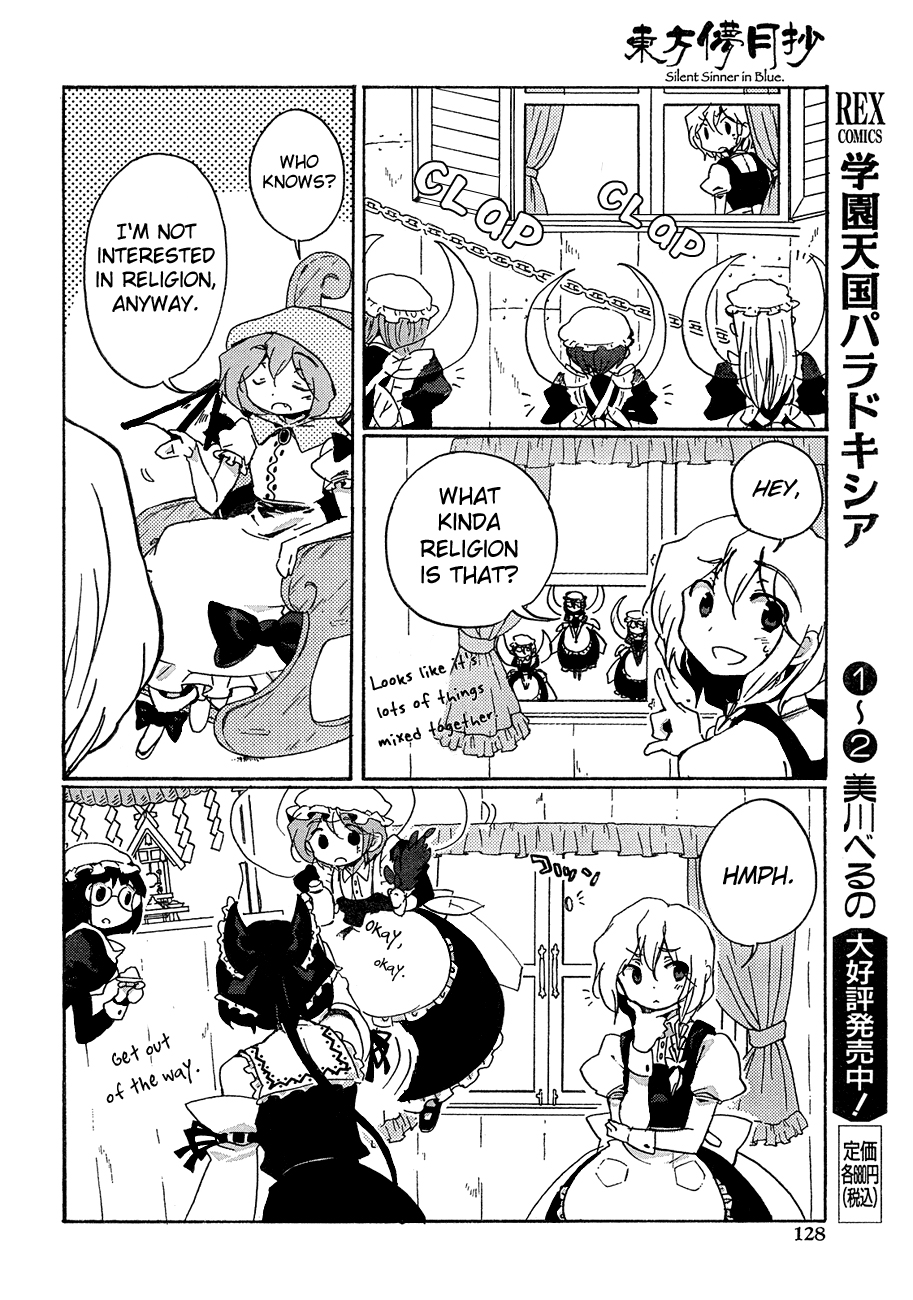 東方儚月抄
Silent Sinner in Blue.
CLAP
CLAP
HEY,
WHAT
KINDA
RELIGION
IS THAT?
Looks like it's
lots of things
mixed together.
WHO
KNOWS?
I'M NOT
INTERESTED
IN RELIGION,
ANYWAY.
HMPH.
コンッ
okay,
okay.
Get out
of the way.
REX
COMICS
学園天国パラドキシア ①~② 美川べるの 大好評発売中!
定価
各680円
(税込)
128